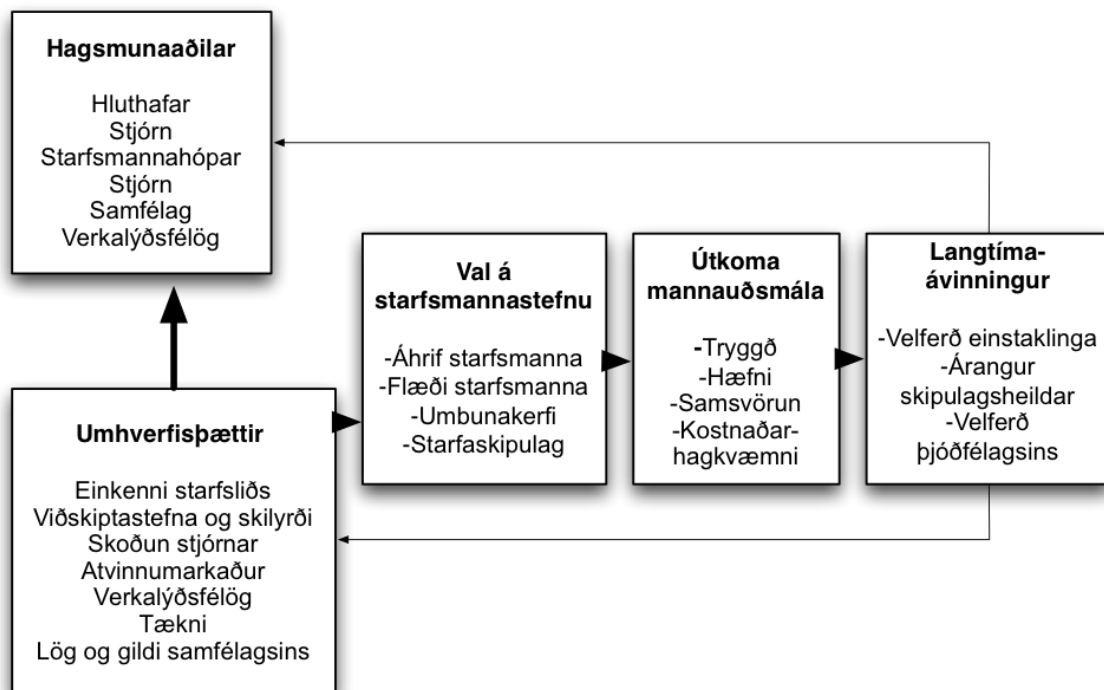 Hagsmunaaðilar
Hluthafar
Stjórn
Starfsmannahópar
Stjórn
Samfélag
Verkalýðsfélög
Umhverfisþættir
Einkenni starfsliðs
Viðskiptastefna og skilyrði
Skoðun stjórnar
Atvinnumarkaður
Verkalýðsfélög
Tækni
Lög og gildi samfélagsins
Val á
starfsmannastefnu
-Áhrif starfsmanna
-Flæði starfsmanna
-Umbunakerfi
-Starfaskipulag
Útkoma
mannauðsmála
-Tryggð
-Hæfni
-Samsvörun
-Kostnaðar-
hagkvæmni
Langtíma-
ávinningur
-Velferð einstaklinga
-Árangur
skipulagsheildar
-Velferð
þjóðfélagsins